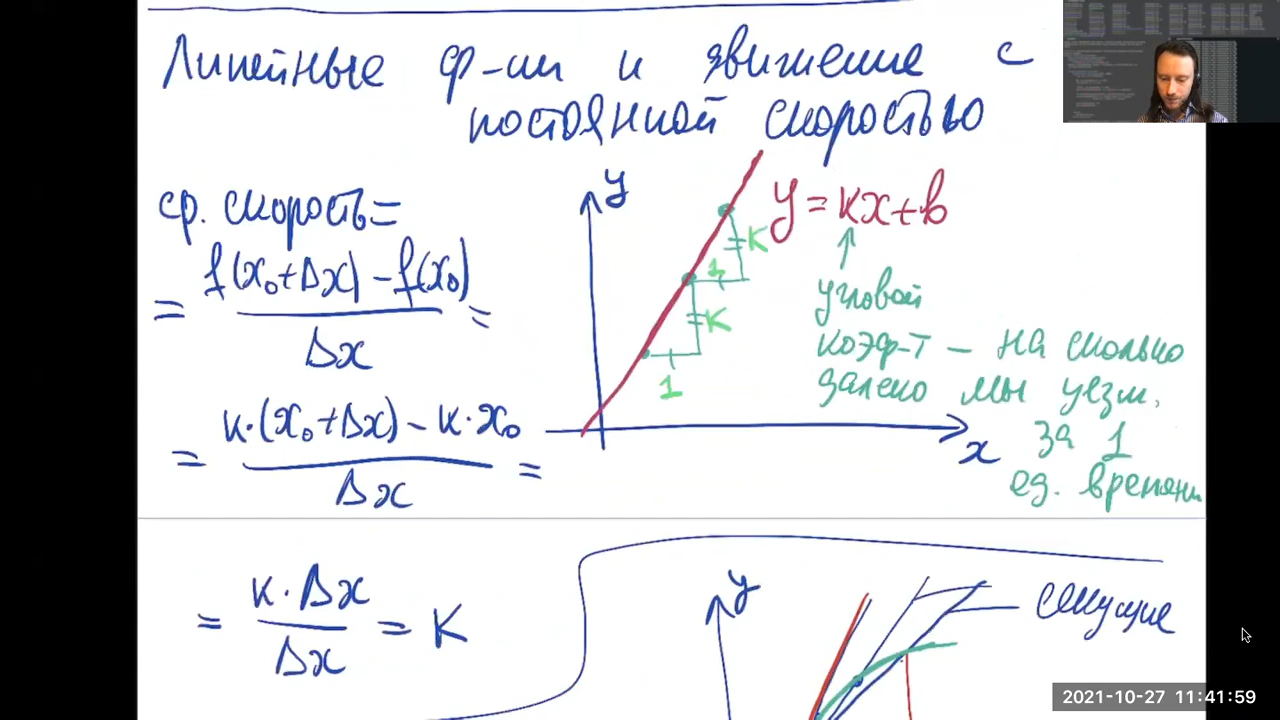 Линейные ф-ии и движение с
постоянной скоростью
ср. скорость =
= f(x₀+Δx) - f(x₀) / Δx =
= k·(x₀+Δx) - k·x₀ / Δx =
= k·Δx / Δx = k
y
y = kx+b
K
1
K
1
x
угловой
коэф-т – на сколько
далеко мы уезж.
за 1
ед. времени
y
секущие
2021-10-27 11:41:59